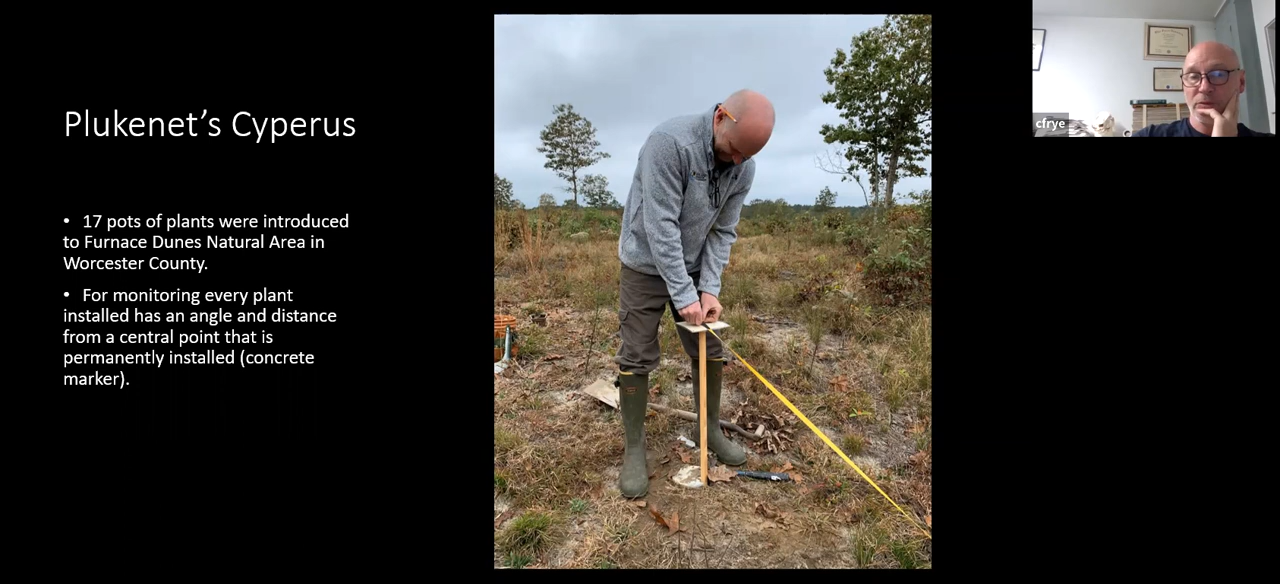 Plukenet’s Cyperus
• 17 pots of plants were introduced
to Furnace Dunes Natural Area in
Worcester County.
• For monitoring every plant
installed has an angle and distance
from a central point that is
permanently installed (concrete
marker).
cfrye